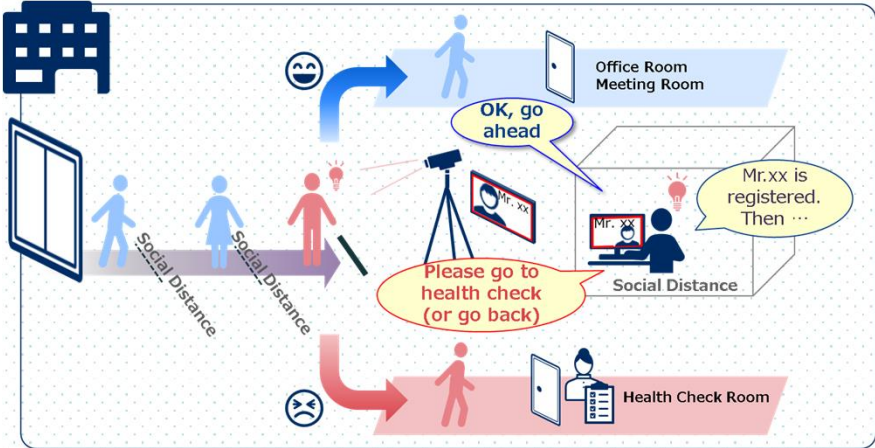 Office Room
Meeting Room
OK, go
ahead
Mr. xx
Mr.xx is
registered.
Then …
Mr. xx
Social Distance
Social Distance
Social Distance
Please go to
health check
(or go back)
Health Check Room